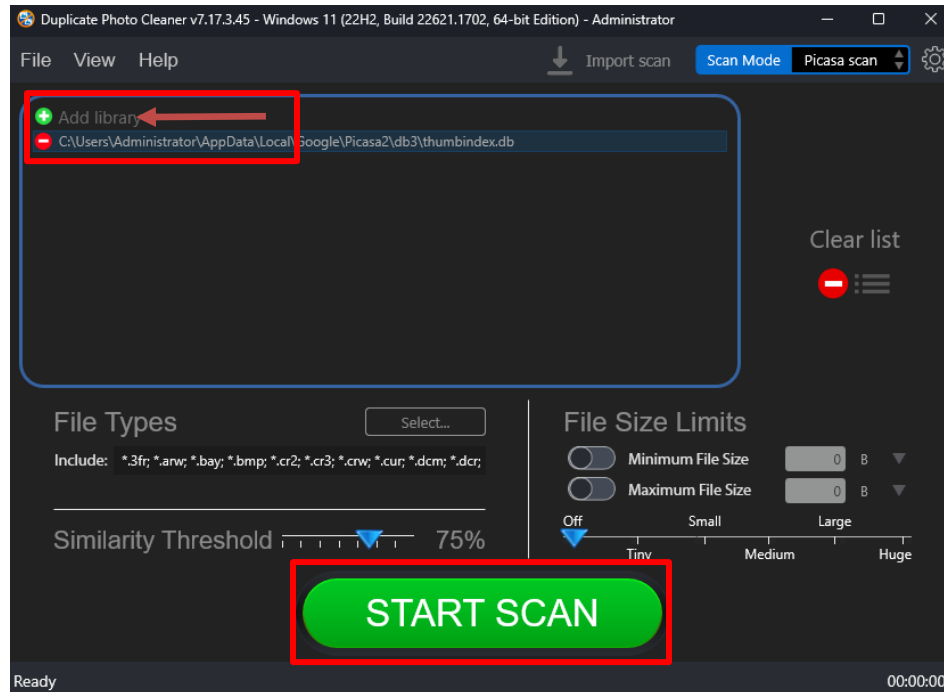 Duplicate Photo Cleaner v7.17.3.45 - Windows 11 (22H2, Build 22621.1702, 64-bit Edition) - Administrator
File View Help Import scan Scan Mode Picasa scan
Add library
C:\Users\Administrator\AppData\Local\Google\Picasa2\db3\thumbindex.db
Clear list
File Types Select... File Size Limits
Include: *.3fr; *.arw; *.bay; *.bmp; *.cr2; *.cr3; *.crw; *.cur; *.dcm; *.dcr; Minimum File Size 0 B
Maximum File Size 0 B
Off Small Large
Similarity Threshold 75%
Tiny Medium Huge
START SCAN
Ready 00:00:00